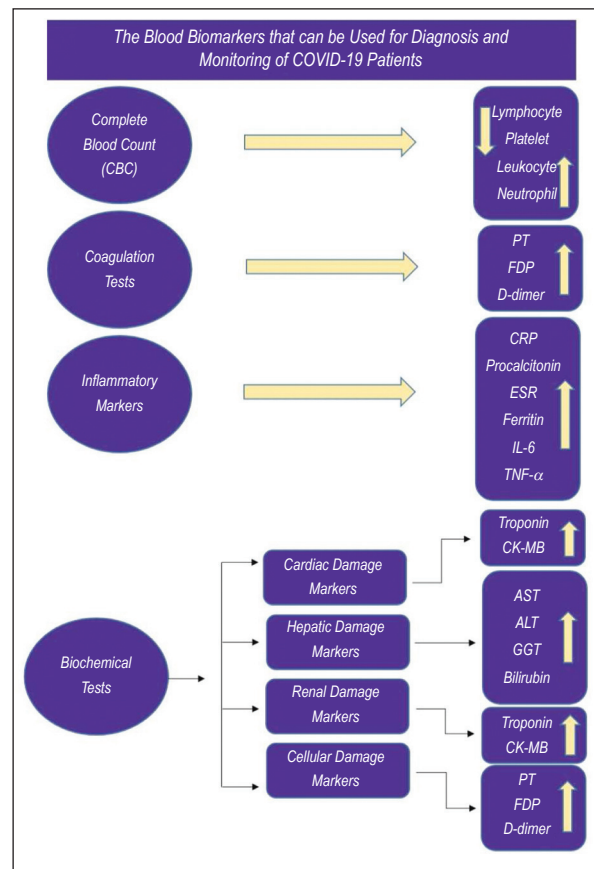 The Blood Biomarkers that can be Used for Diagnosis and
Monitoring of COVID-19 Patients
Complete
Blood Count
(CBC)
Lymphocyte
Platelet
Leukocyte
Neutrophil
Coagulation
Tests
PT
FDP
D-dimer
Inflammatory
Markers
CRP
Procalcitonin
ESR
Ferritin
IL-6
TNF-α
Biochemical
Tests
Cardiac Damage
Markers
Troponin
CK-MB
Hepatic Damage
Markers
AST
ALT
GGT
Bilirubin
Renal Damage
Markers
Troponin
CK-MB
Cellular Damage
Markers
PT
FDP
D-dimer